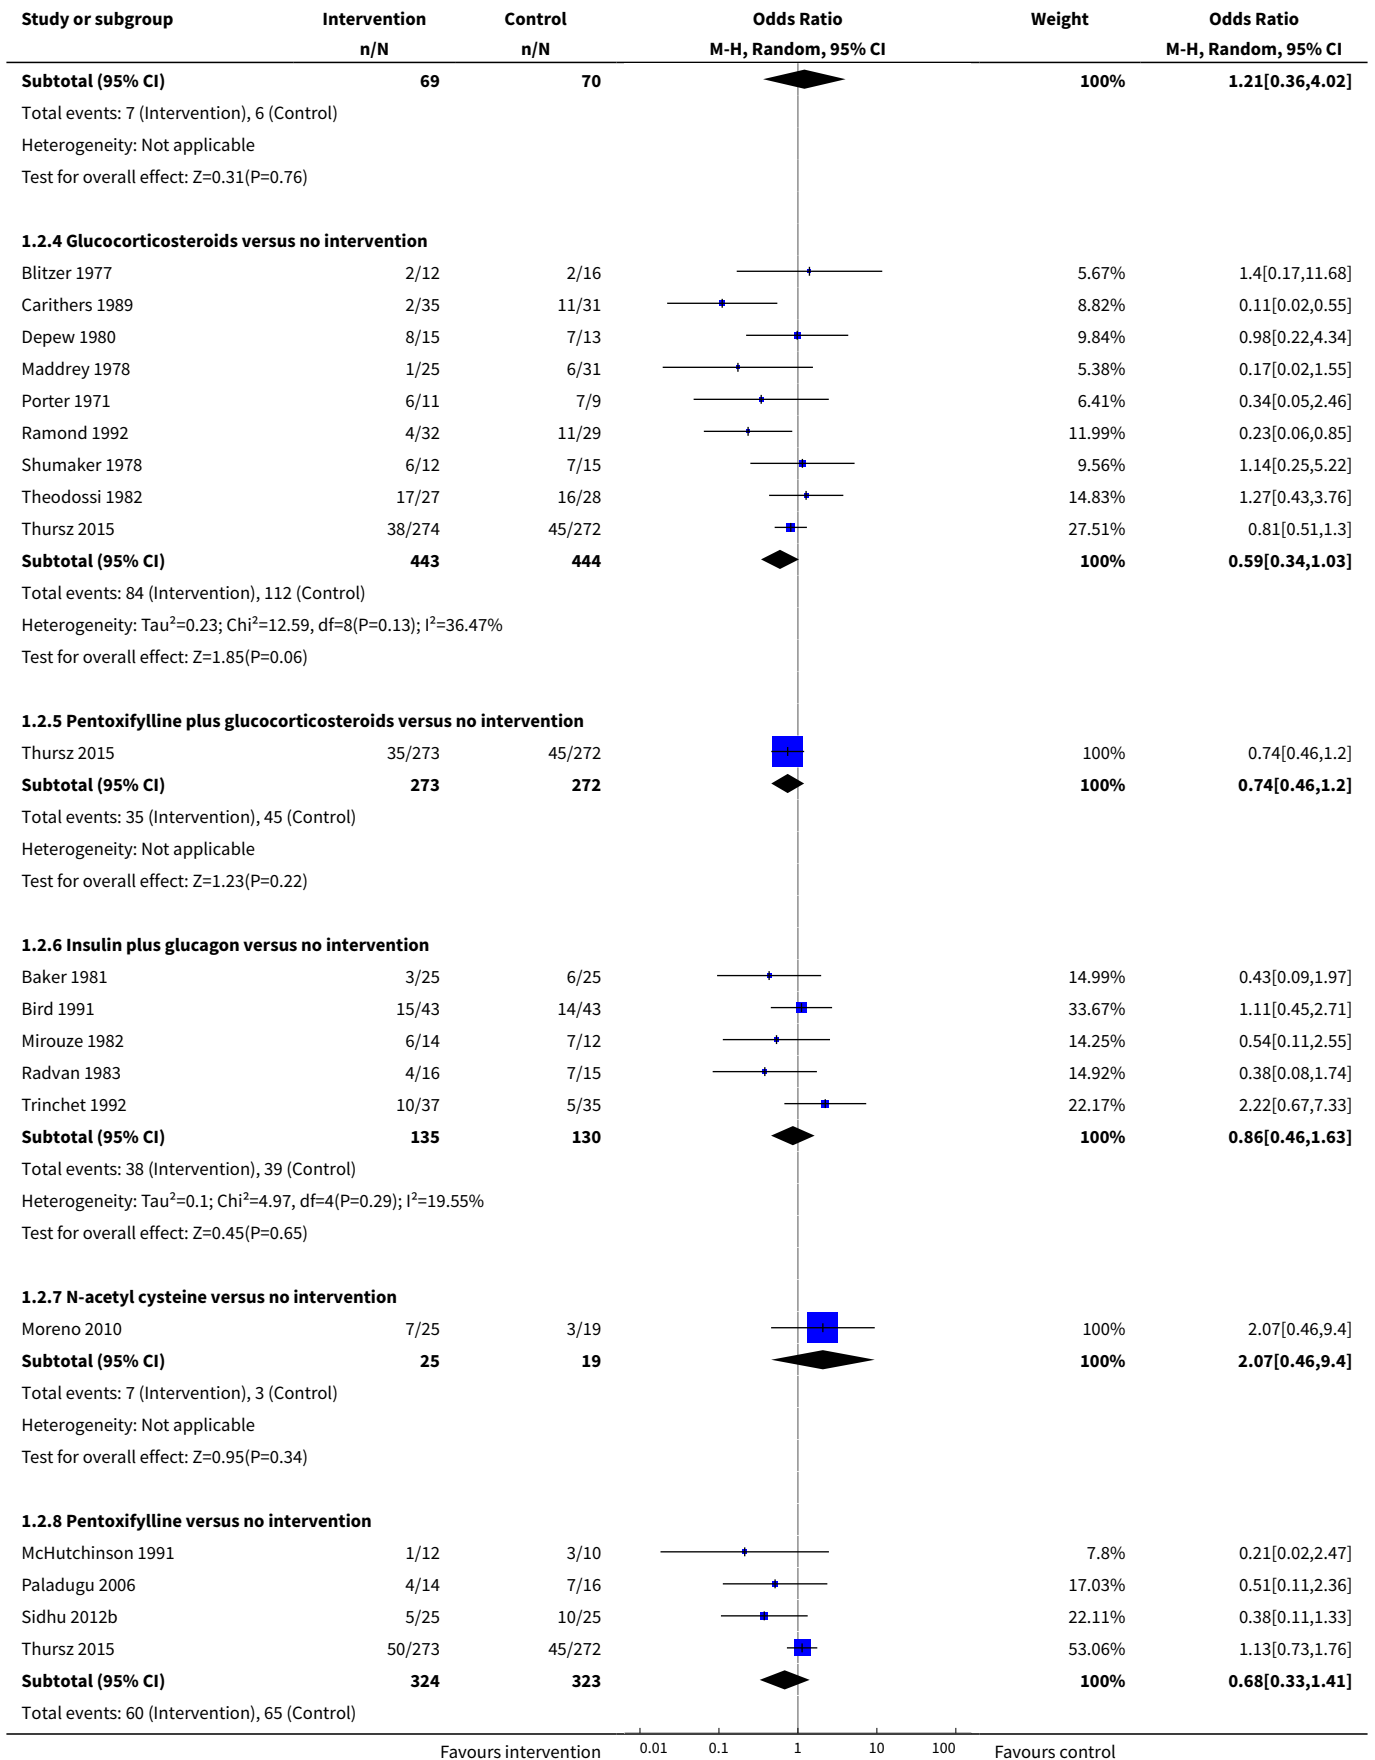 Study or subgroup Intervention Control Odds Ratio Weight Odds Ratio
n/N n/N M-H, Random, 95% CI M-H, Random, 95% CI
Subtotal (95% CI) 69 70 100% 1.21[0.36,4.02]
Total events: 7 (Intervention), 6 (Control)
Heterogeneity: Not applicable
Test for overall effect: Z=0.31(P=0.76)
1.2.4 Glucocorticosteroids versus no intervention
Blitzer 1977 2/12 2/16 5.67% 1.4[0.17,11.68]
Carithers 1989 2/35 11/31 8.82% 0.11[0.02,0.55]
Depew 1980 8/15 7/13 9.84% 0.98[0.22,4.34]
Maddrey 1978 1/25 6/31 5.38% 0.17[0.02,1.55]
Porter 1971 6/11 7/9 6.41% 0.34[0.05,2.46]
Ramond 1992 4/32 11/29 11.99% 0.23[0.06,0.85]
Shumaker 1978 6/12 7/15 9.56% 1.14[0.25,5.22]
Theodossi 1982 17/27 16/28 14.83% 1.27[0.43,3.76]
Thursz 2015 38/274 45/272 27.51% 0.81[0.51,1.3]
Subtotal (95% CI) 443 444 100% 0.59[0.34,1.03]
Total events: 84 (Intervention), 112 (Control)
Heterogeneity: Tau²=0.23; Chi²=12.59, df=8(P=0.13); I²=36.47%
Test for overall effect: Z=1.85(P=0.06)
1.2.5 Pentoxifylline plus glucocorticosteroids versus no intervention
Thursz 2015 35/273 45/272 100% 0.74[0.46,1.2]
Subtotal (95% CI) 273 272 100% 0.74[0.46,1.2]
Total events: 35 (Intervention), 45 (Control)
Heterogeneity: Not applicable
Test for overall effect: Z=1.23(P=0.22)
1.2.6 Insulin plus glucagon versus no intervention
Baker 1981 3/25 6/25 14.99% 0.43[0.09,1.97]
Bird 1991 15/43 14/43 33.67% 1.11[0.45,2.71]
Mirouze 1982 6/14 7/12 14.25% 0.54[0.11,2.55]
Radvan 1983 4/16 7/15 14.92% 0.38[0.08,1.74]
Trinchet 1992 10/37 5/35 22.17% 2.22[0.67,7.33]
Subtotal (95% CI) 135 130 100% 0.86[0.46,1.63]
Total events: 38 (Intervention), 39 (Control)
Heterogeneity: Tau²=0.1; Chi²=4.97, df=4(P=0.29); I²=19.55%
Test for overall effect: Z=0.45(P=0.65)
1.2.7 N-acetyl cysteine versus no intervention
Moreno 2010 7/25 3/19 100% 2.07[0.46,9.4]
Subtotal (95% CI) 25 19 100% 2.07[0.46,9.4]
Total events: 7 (Intervention), 3 (Control)
Heterogeneity: Not applicable
Test for overall effect: Z=0.95(P=0.34)
1.2.8 Pentoxifylline versus no intervention
McHutchinson 1991 1/12 3/10 7.8% 0.21[0.02,2.47]
Paladugu 2006 4/14 7/16 17.03% 0.51[0.11,2.36]
Sidhu 2012b 5/25 10/25 22.11% 0.38[0.11,1.33]
Thursz 2015 50/273 45/272 53.06% 1.13[0.73,1.76]
Subtotal (95% CI) 324 323 100% 0.68[0.33,1.41]
Total events: 60 (Intervention), 65 (Control)
Favours intervention 0.01 0.1 1 10 100 Favours control